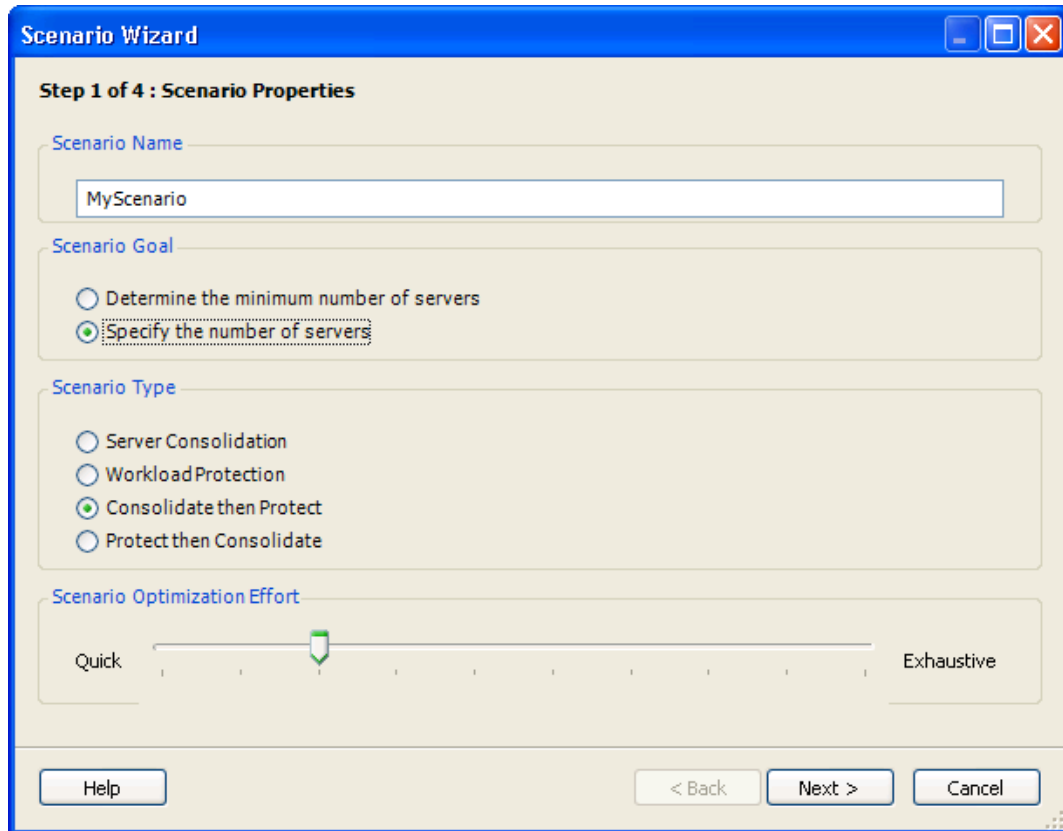 Scenario Wizard
Step 1 of 4 : Scenario Properties
Scenario Name
MyScenario
Scenario Goal
Determine the minimum number of servers
Specify the number of servers
Scenario Type
Server Consolidation
Workload Protection
Consolidate then Protect
Protect then Consolidate
Scenario Optimization Effort
Quick
Exhaustive
Help
< Back
Next >
Cancel